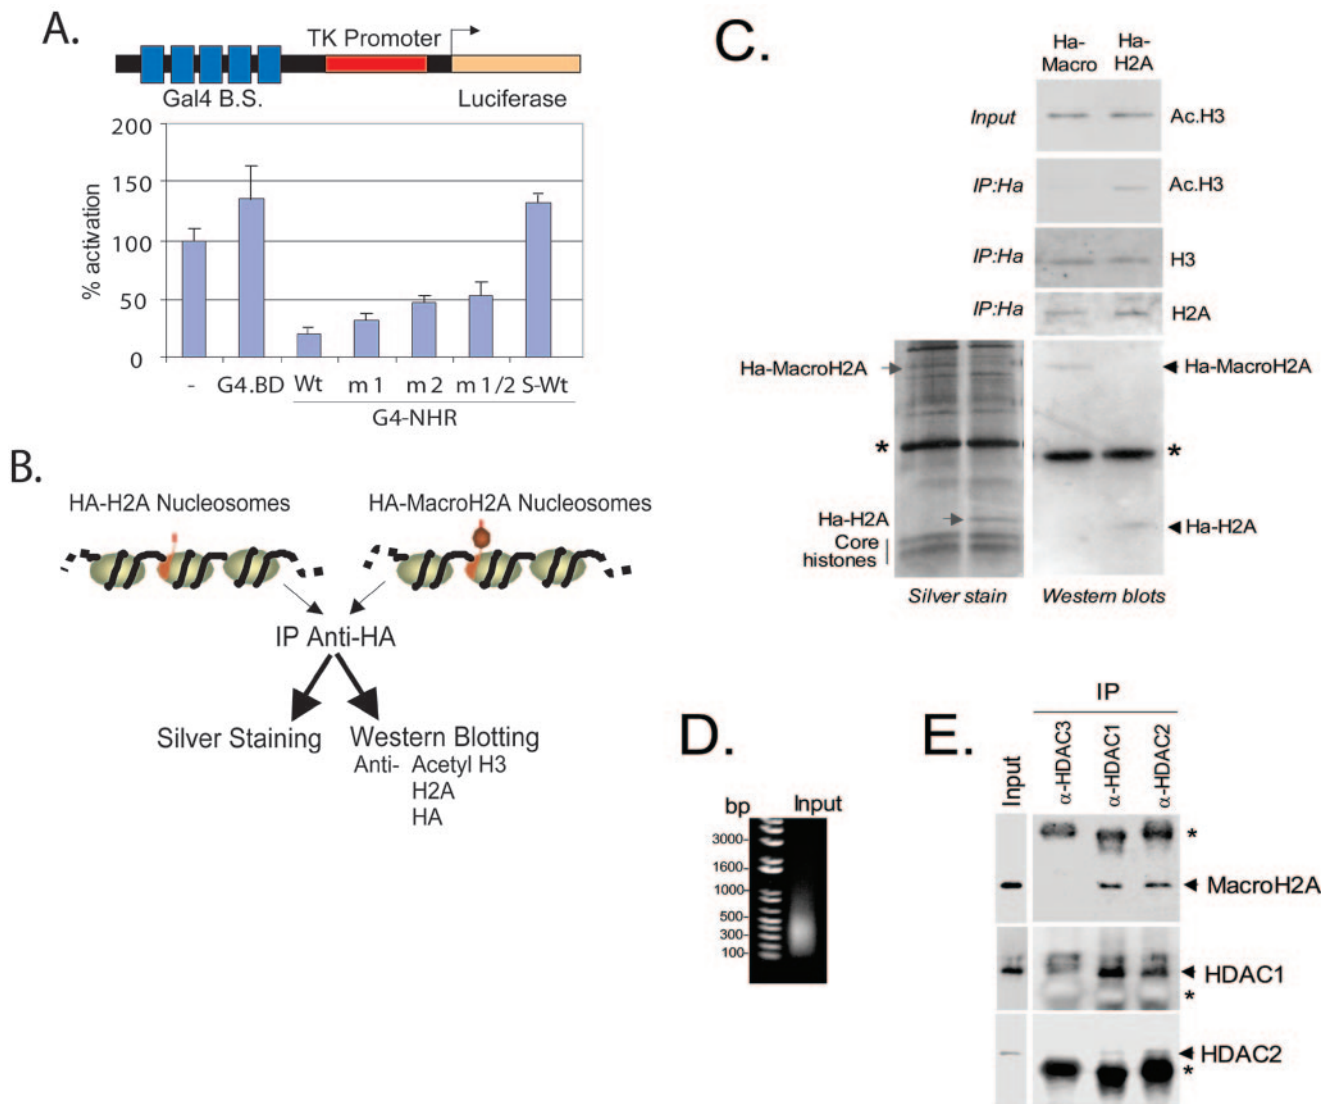 A.
TK Promoter
Gal4 B.S.
Luciferase
% activation
200
150
100
50
0
-
G4.BD
Wt
m 1
m 2
m 1/2
S-Wt
G4-NHR
B.
HA-H2A Nucleosomes
HA-MacroH2A Nucleosomes
IP Anti-HA
Silver Staining
Western Blotting
Anti- Acetyl H3
H2A
HA
C.
Ha-Macro
Ha-H2A
Input
Ac.H3
IP:Ha
Ac.H3
IP:Ha
H3
IP:Ha
H2A
Ha-MacroH2A
Ha-MacroH2A
*
*
Ha-H2A
Ha-H2A
Core
histones
Silver stain
Western blots
D.
bp
Input
3000
1600
1000
500
300
100
E.
IP
Input
α-HDAC3
α-HDAC1
α-HDAC2
*
MacroH2A
HDAC1
*
HDAC2
*